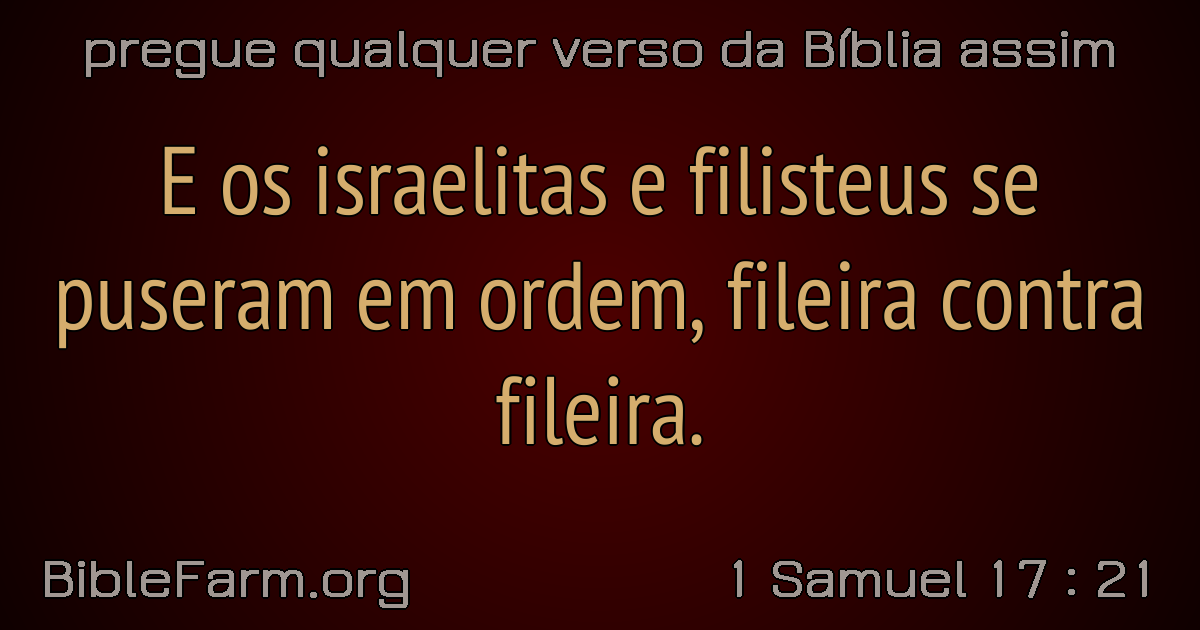 pregue qualquer verso da Bíblia assim
E os israelitas e filisteus se
puseram em ordem, fileira contra
fileira.
BibleFarm.org
1 Samuel 17 : 21